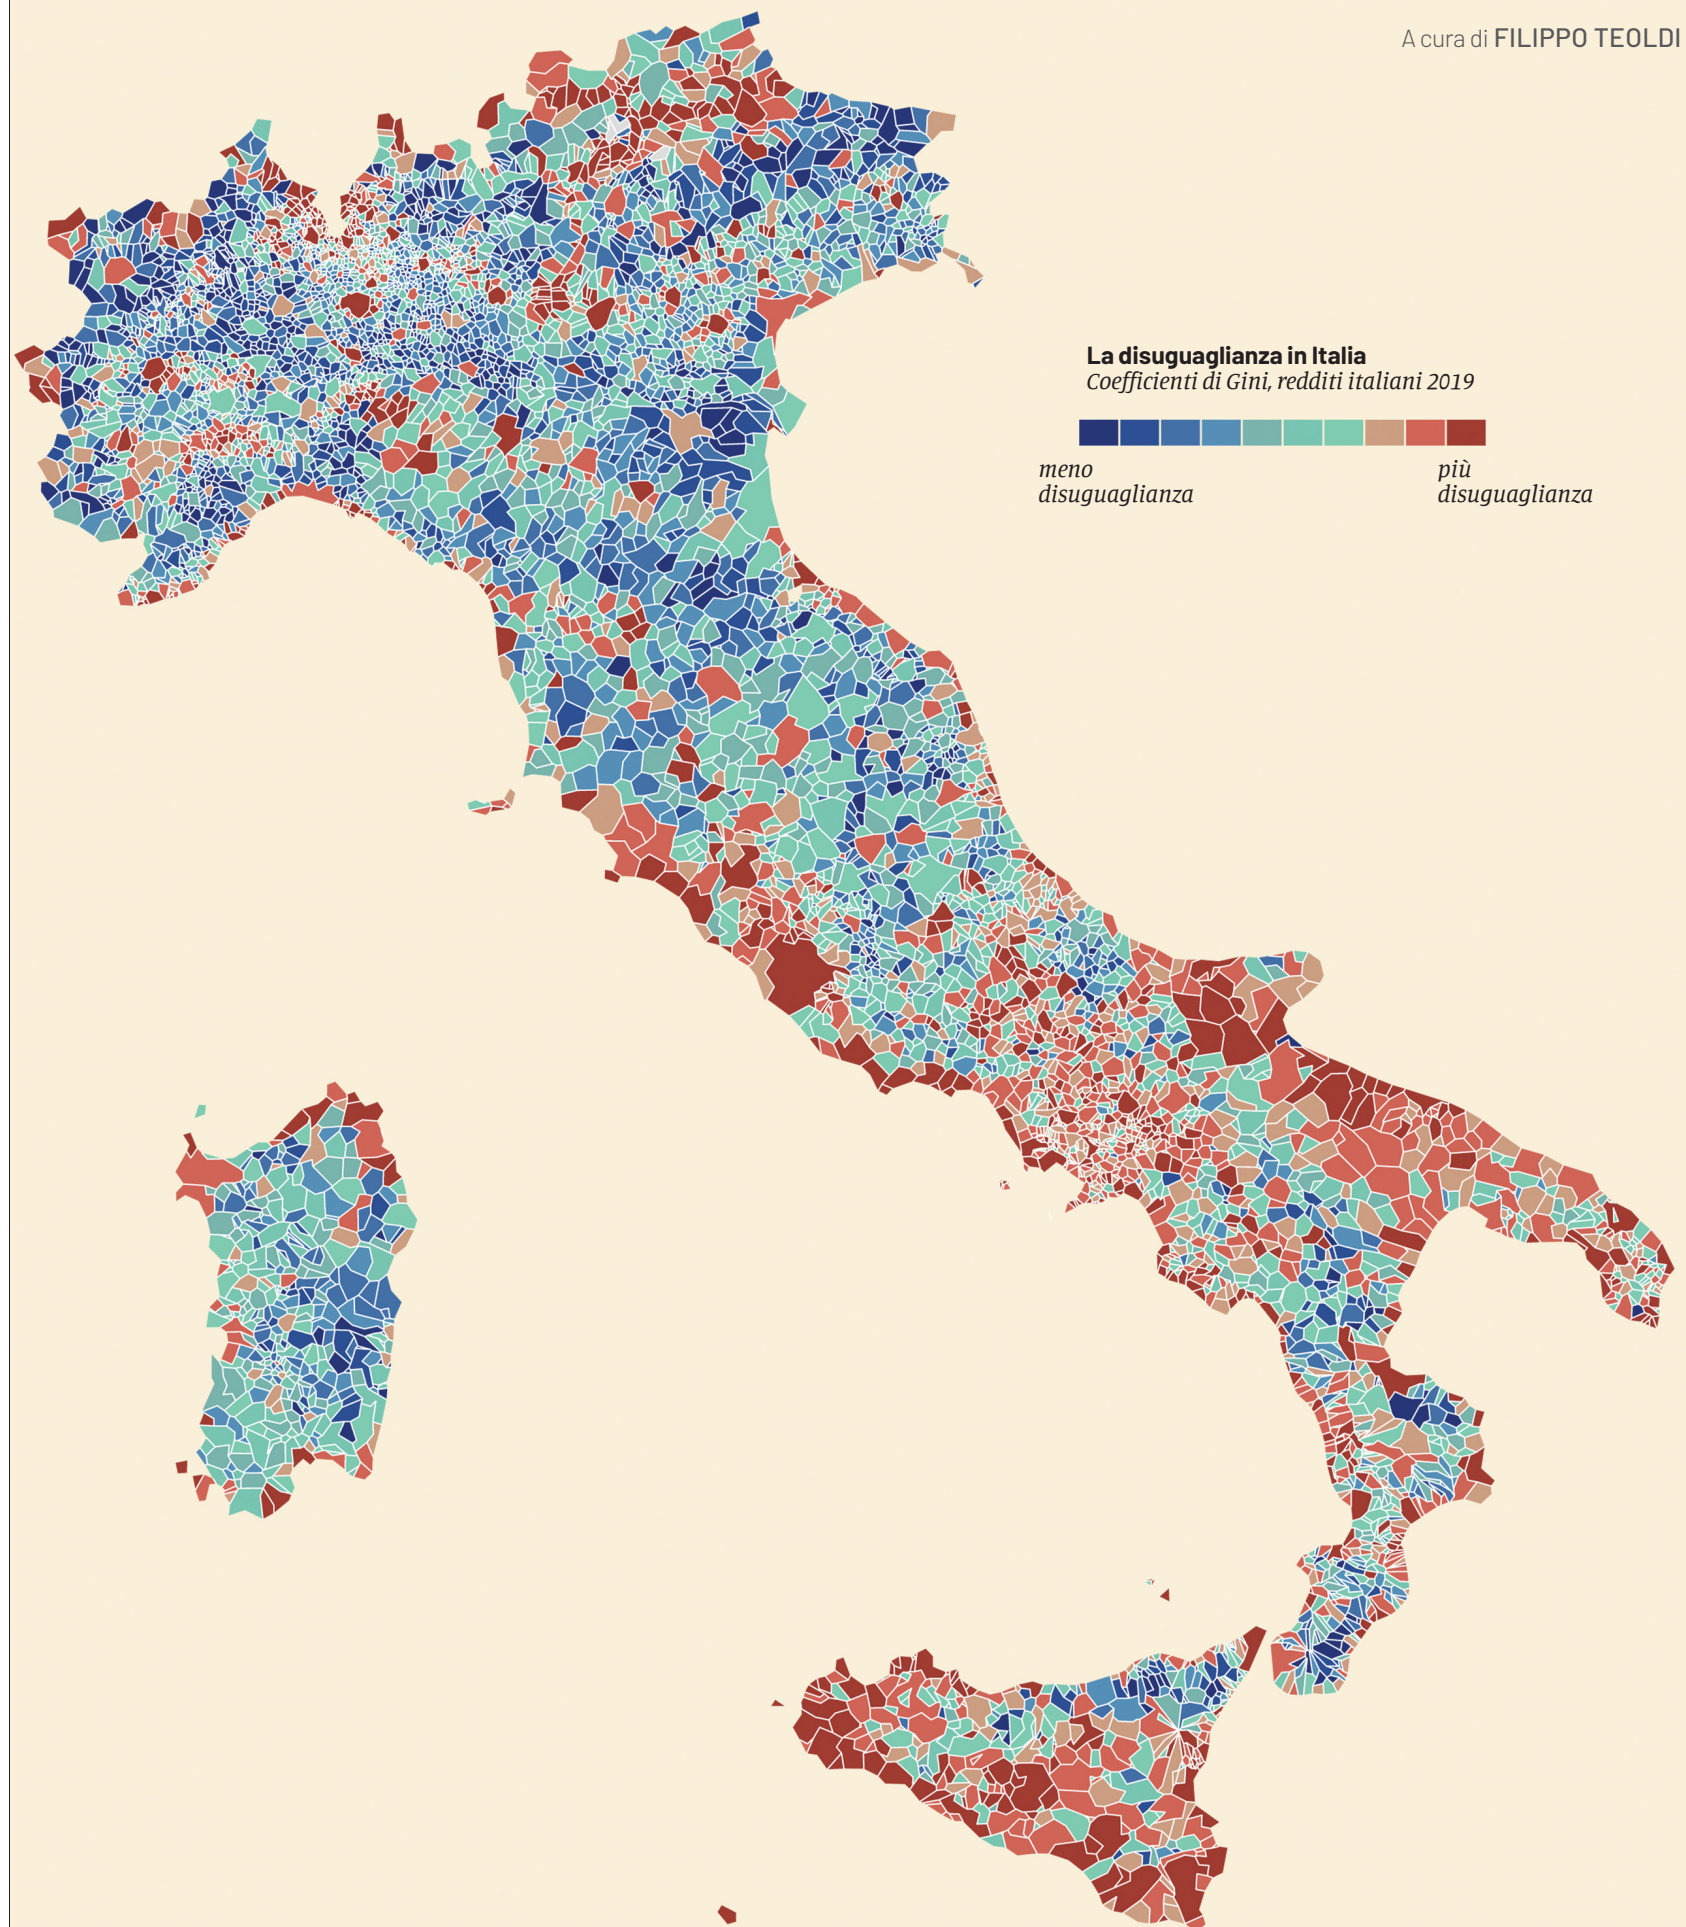 A cura di FILIPPO TEOLDI
La disuguaglianza in Italia
Coefficienti di Gini, redditi italiani 2019
meno
disuguaglianza
più
disuguaglianza